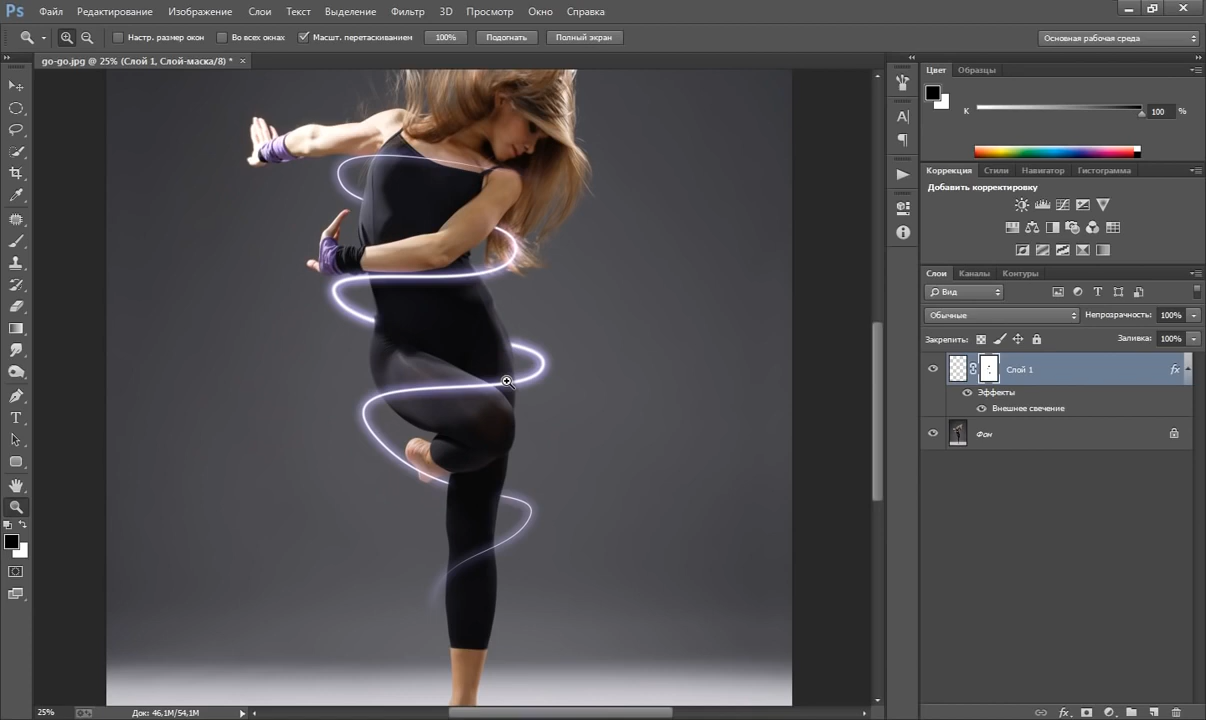 Ps Файл Редактирование Изображение Слои Текст Выделение Фильтр 3D Просмотр Окно Справка
Настр. размер окон Во всех окнах Масшт. перетаскиванием 100% Подогнать Полный экран Основная рабочая среда
go-go.jpg @ 25% (Слой 1, Слой-маска/8) * ×
Цвет Образцы
K 100 %
Коррекция Стили Навигатор Гистограмма
Добавить корректировку
Слои Каналы Контуры
Вид
Обычные Непрозрачность: 100%
Закрепить: Заливка: 100%
Слой 1 fx
Эффекты
Внешнее свечение
Фон
25% Док: 46,1M/54,1M